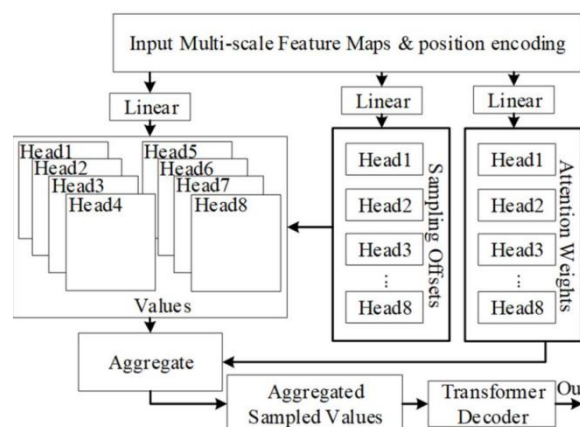 Input Multi-scale Feature Maps & position encoding
Linear
Linear
Linear
Head1
Head2
Head3
Head4
Head5
Head6
Head7
Head8
Values
Head1
Head2
Head3
...
Head8
Sampling Offsets
Head1
Head2
Head3
...
Head8
Attention Weights
Aggregate
Aggregated
Sampled Values
Transformer
Decoder
Ou